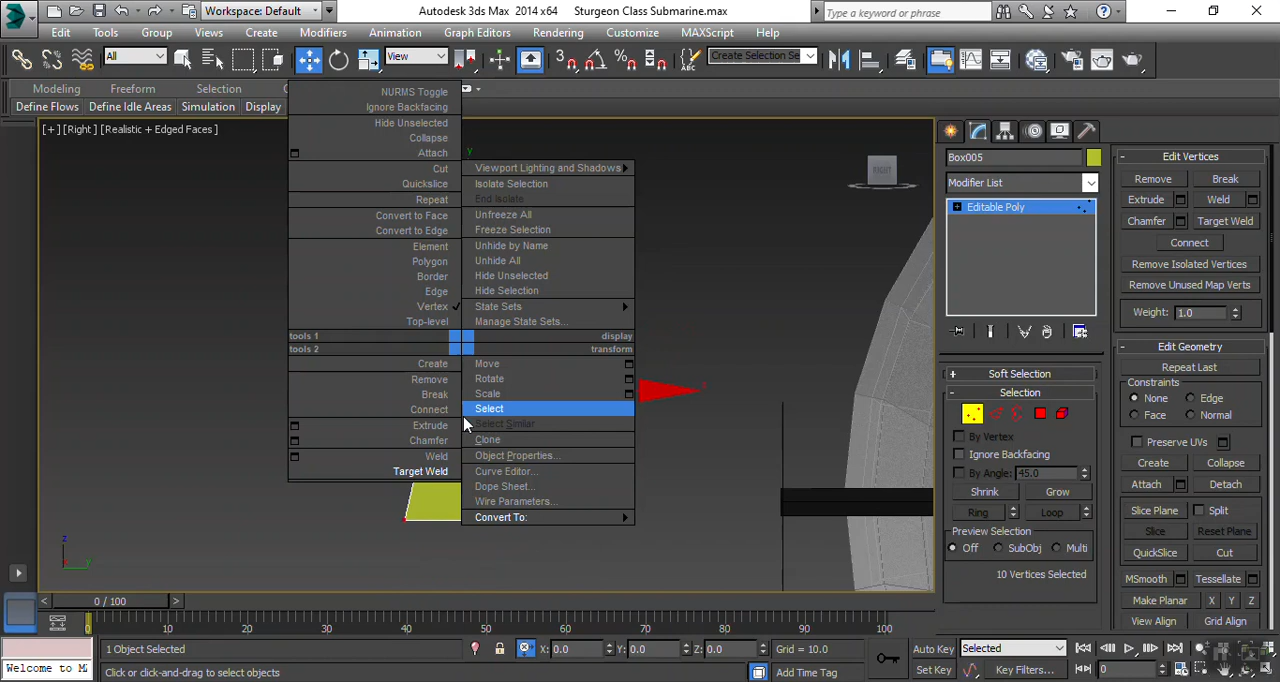 Workspace: Default
Autodesk 3ds Max 2014 x64 Sturgeon Class Submarine.max
Type a keyword or phrase
Edit Tools Group Views Create Modifiers Animation Graph Editors Rendering Customize MAXScript Help
All View 3 Create Selection Se
Modeling Freeform Selection
Define Flows Define Idle Areas Simulation Display
[+] [Right] [Realistic + Edged Faces]
NURMS Toggle
Ignore Backfacing
Hide Unselected
Collapse
Attach
Cut
Quickslice
Repeat
Convert to Face
Convert to Edge
Element
Polygon
Border
Edge
Vertex
Top-level
tools 1
tools 2
Create
Remove
Break
Connect
Extrude
Chamfer
Weld
Target Weld
y
Viewport Lighting and Shadows
Isolate Selection
End Isolate
Unfreeze All
Freeze Selection
Unhide by Name
Unhide All
Hide Unselected
Hide Selection
State Sets
Manage State Sets...
display
transform
Move
Rotate
Scale
Select
Select Similar
Clone
Object Properties...
Curve Editor...
Dope Sheet...
Wire Parameters...
Convert To:
x
RIGHT
z
y
Box005
Modifier List
Editable Poly
Soft Selection
Selection
By Vertex
Ignore Backfacing
By Angle: 45.0
Shrink Grow
Ring Loop
Preview Selection
Off SubObj Multi
10 Vertices Selected
Edit Vertices
Remove Break
Extrude Weld
Chamfer Target Weld
Connect
Remove Isolated Vertices
Remove Unused Map Verts
Weight: 1.0
Edit Geometry
Repeat Last
Constraints
None Edge
Face Normal
Preserve UVs
Create Collapse
Attach Detach
Slice Plane Split
Slice Reset Plane
QuickSlice Cut
MSmooth Tessellate
Make Planar X Y Z
View Align Grid Align
0 / 100
0 10 20 30 40 50 60 70 80 90 100
1 Object Selected X: 0.0 Y: 0.0 Z: 0.0 Grid = 10.0 Auto Key Selected
Welcome to M Click or click-and-drag to select objects Add Time Tag Set Key Key Filters... 0